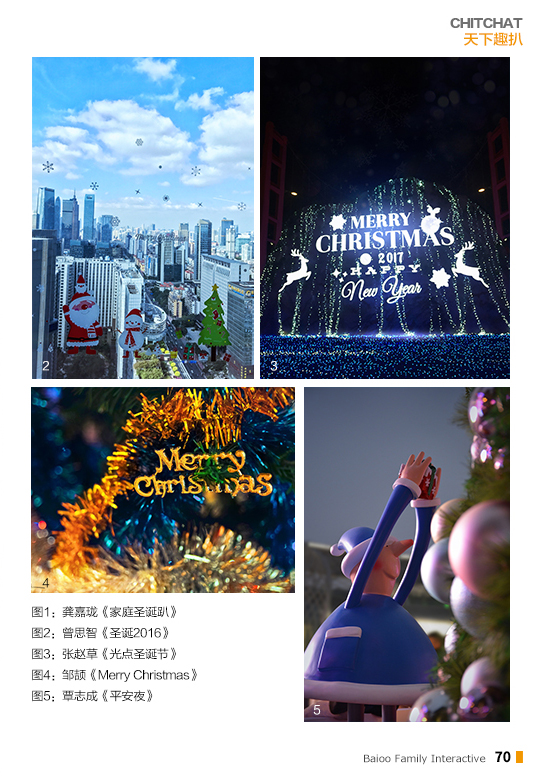 CHITCHAT
天下趣扒
2
MERRY
CHRISTMAS
2017
HAPPY
New Year
3
Merry
Christmas
4
图1：龚嘉珑《家庭圣诞趴》
图2：曾思智《圣诞2016》
图3：张赵草《光点圣诞节》
图4：邹颉《Merry Christmas》
图5：覃志成《平安夜》
5
Baioo Family Interactive 70